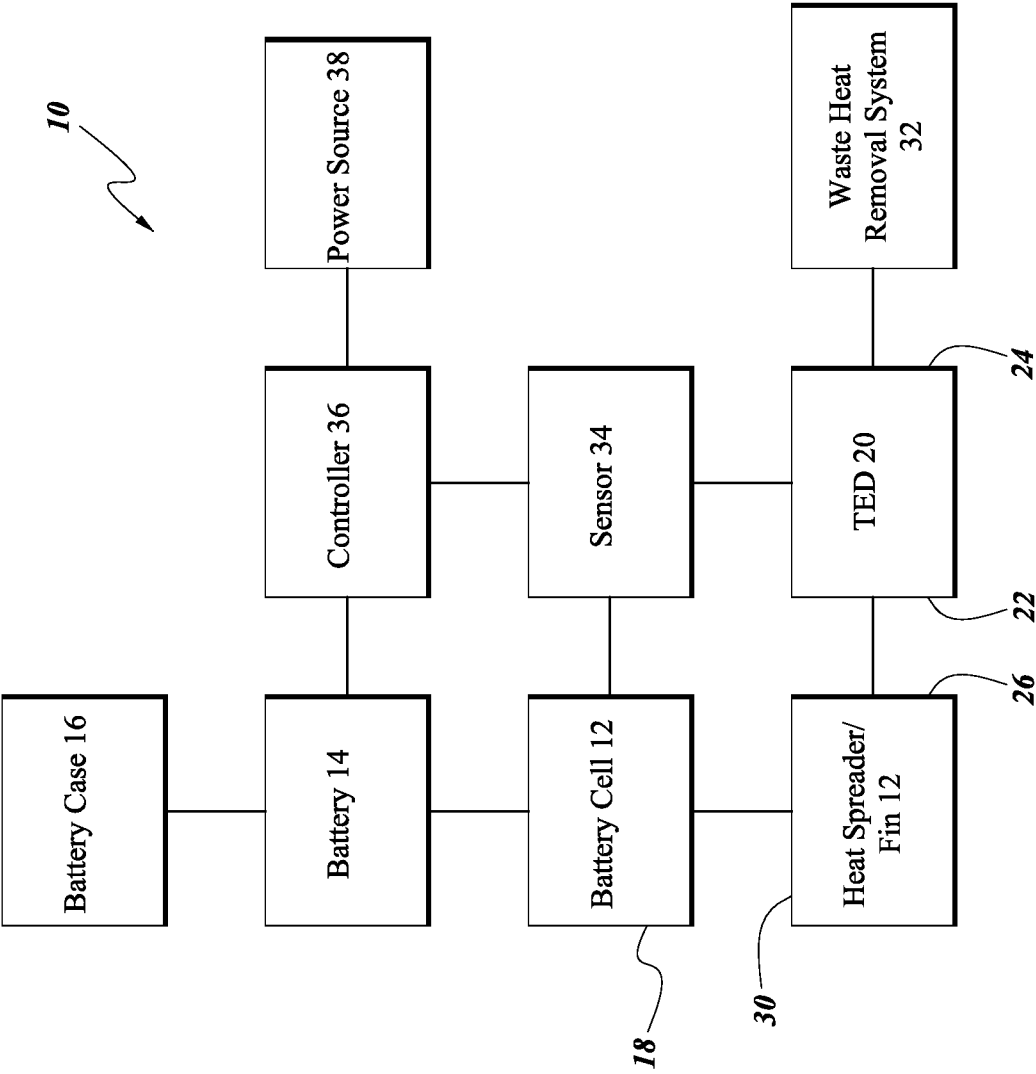 Battery Case 16
10
Battery 14
Controller 36
Power Source 38
Battery Cell 12
Sensor 34
18
30
Heat Spreader/
Fin 12
TED 20
Waste Heat
Removal System
32
26
22
24